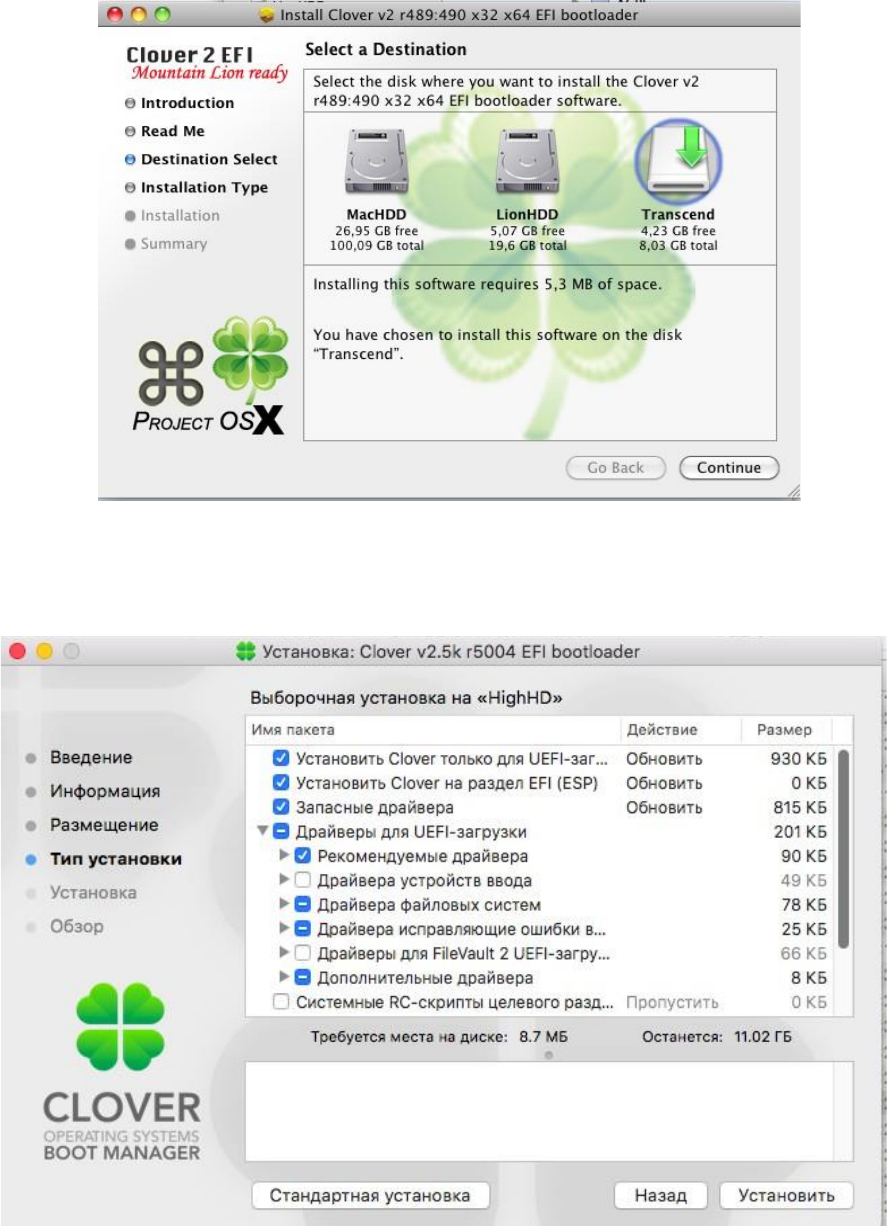 Install Clover v2 r489:490 x32 x64 EFI bootloader
Clover 2 EFI
Mountain Lion ready
Introduction
Read Me
Destination Select
Installation Type
Installation
Summary
PROJECT OSX
Select a Destination
Select the disk where you want to install the Clover v2
r489:490 x32 x64 EFI bootloader software.
MacHDD
26,95 GB free
100,09 GB total
LionHDD
5,07 GB free
19,6 GB total
Transcend
4,23 GB free
8,03 GB total
Installing this software requires 5,3 MB of space.
You have chosen to install this software on the disk
“Transcend”.
Go Back
Continue
Установка: Clover v2.5k r5004 EFI bootloader
Введение
Информация
Размещение
Тип установки
Установка
Обзор
CLOVER
OPERATING SYSTEMS
BOOT MANAGER
Выборочная установка на «HighHD»
Имя пакета Действие Размер
Установить Clover только для UEFI-заг... Обновить 930 КБ
Установить Clover на раздел EFI (ESP) Обновить 0 КБ
Запасные драйвера Обновить 815 КБ
Драйверы для UEFI-загрузки 201 КБ
Рекомендуемые драйвера 90 КБ
Драйвера устройств ввода 49 КБ
Драйвера файловых систем 78 КБ
Драйвера исправляющие ошибки в... 25 КБ
Драйверы для FileVault 2 UEFI-загру... 66 КБ
Дополнительные драйвера 8 КБ
Системные RC-скрипты целевого разд... Пропустить 0 КБ
Требуется места на диске: 8.7 МБ Останется: 11.02 ГБ
Стандартная установка
Назад
Установить